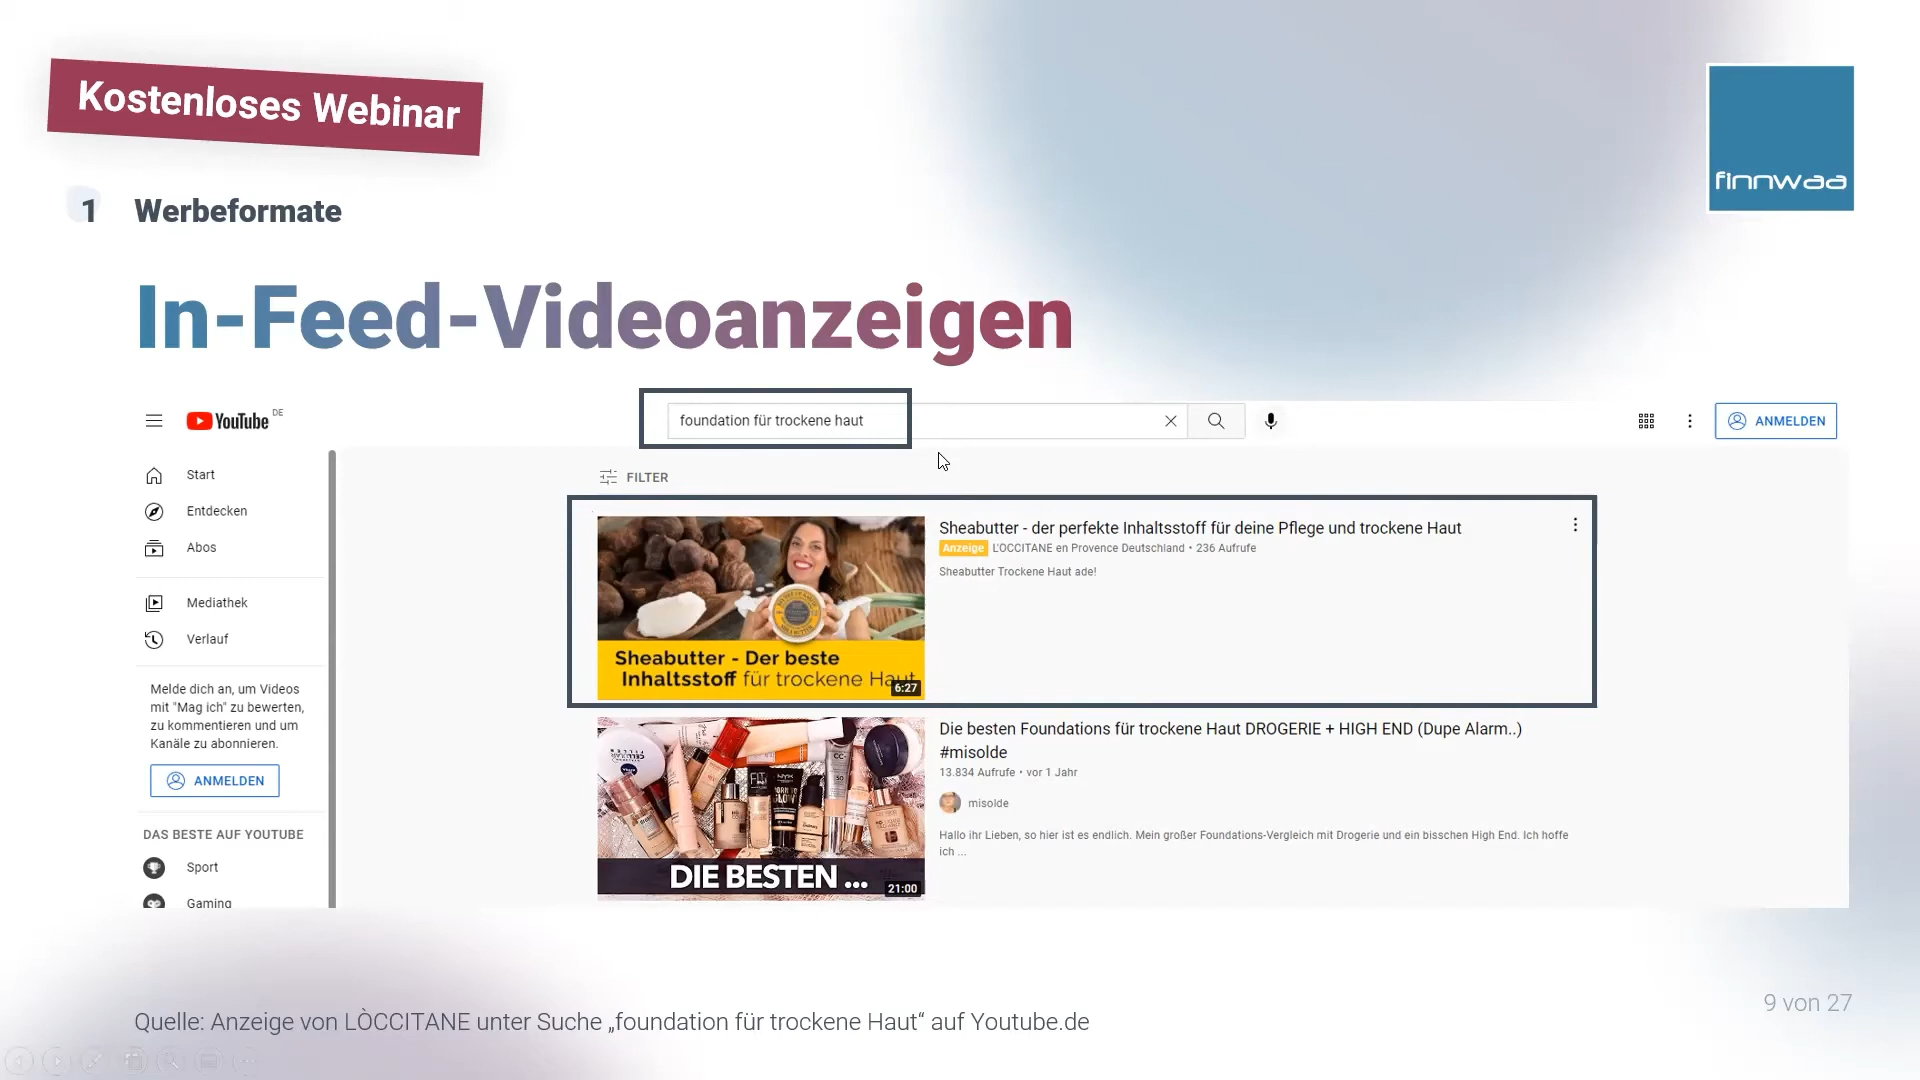 Kostenloses Webinar
finnwaa
1 Werbeformate
In-Feed-Videoanzeigen
YouTube DE
foundation für trockene haut
ANMELDEN
Start
Entdecken
Abos
Mediathek
Verlauf
Melde dich an, um Videos
mit "Mag ich" zu bewerten,
zu kommentieren und um
Kanäle zu abonnieren.
ANMELDEN
DAS BESTE AUF YOUTUBE
Sport
Gaming
FILTER
Sheabutter - Der beste
Inhaltsstoff für trockene Haut
6:27
Sheabutter - der perfekte Inhaltsstoff für deine Pflege und trockene Haut
Anzeige L'OCCITANE en Provence Deutschland • 236 Aufrufe
Sheabutter Trockene Haut ade!
DIE BESTEN ...
21:00
Die besten Foundations für trockene Haut DROGERIE + HIGH END (Dupe Alarm..)
#misolde
13.834 Aufrufe • vor 1 Jahr
misolde
Hallo ihr Lieben, so hier ist es endlich. Mein großer Foundations-Vergleich mit Drogerie und ein bisschen High End. Ich hoffe
ich ...
Quelle: Anzeige von LÒCCITANE unter Suche „foundation für trockene Haut“ auf Youtube.de
9 von 27